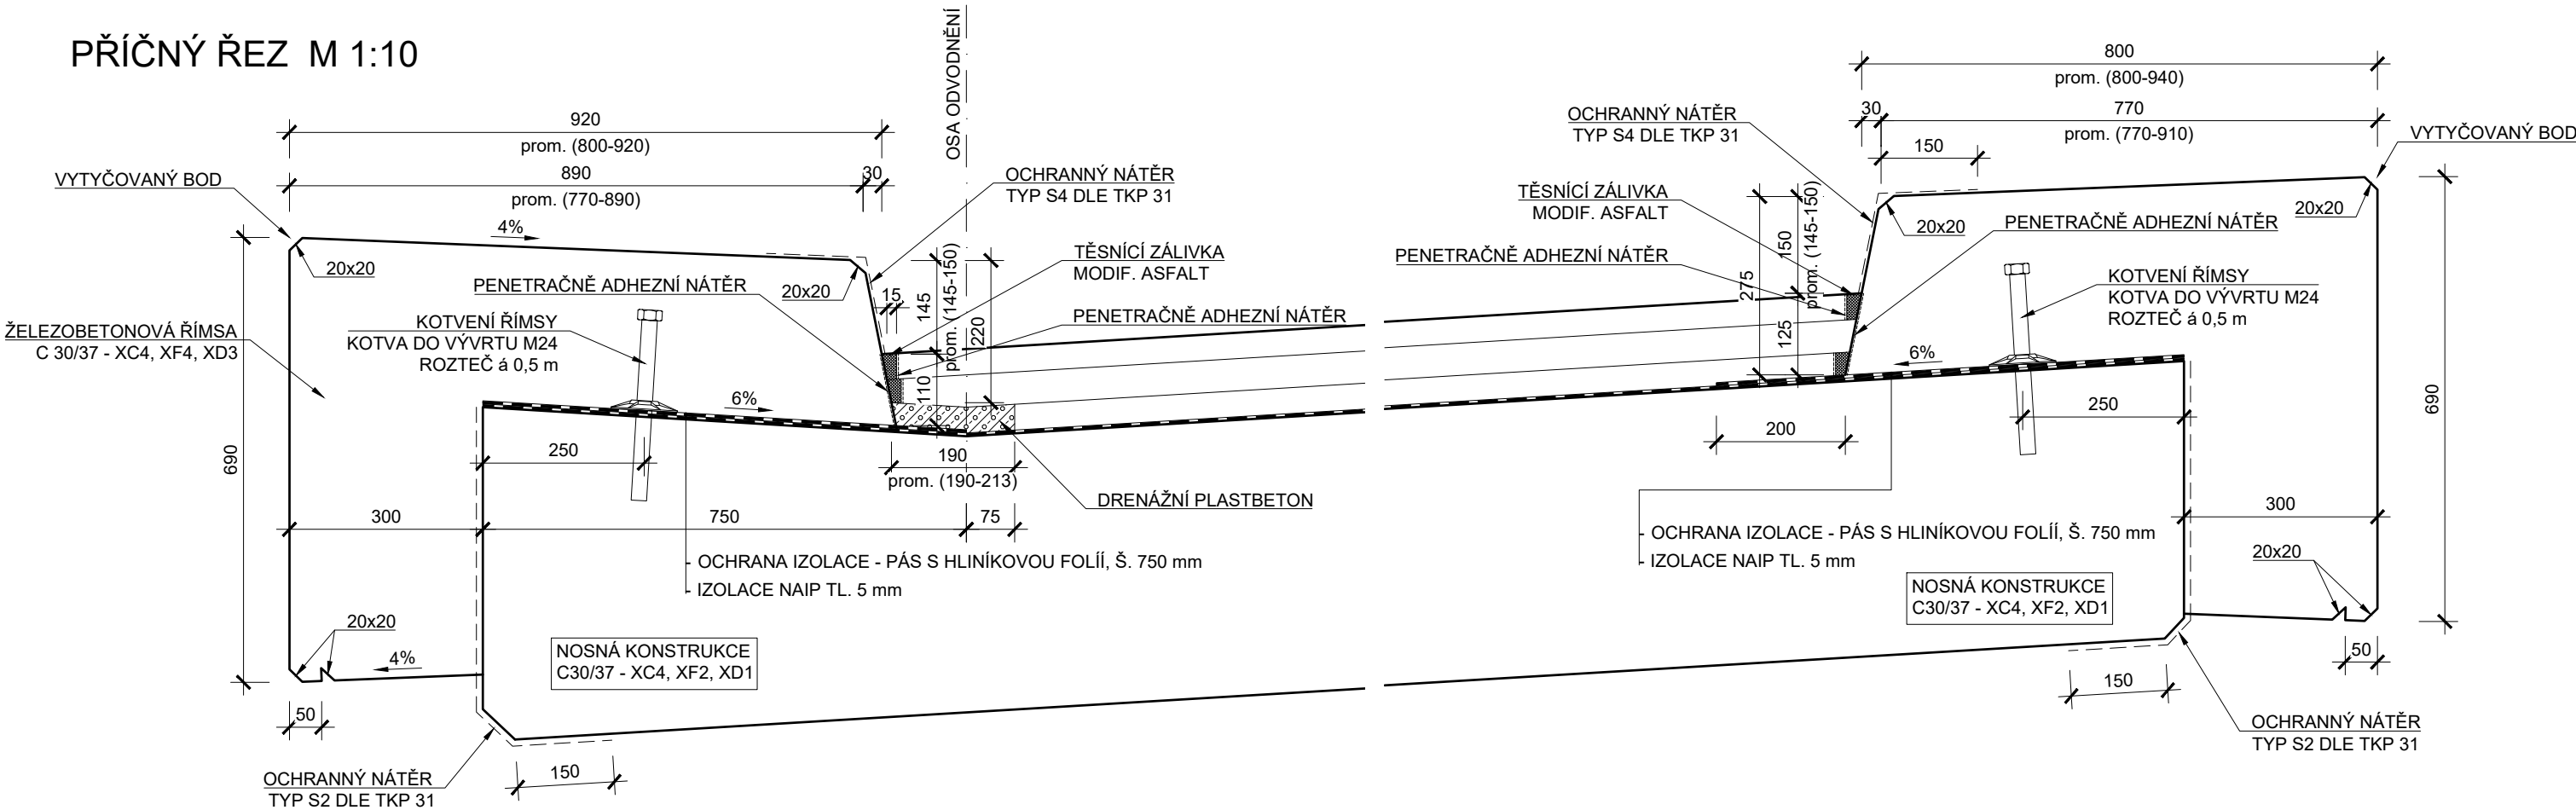 PŘÍČNÝ ŘEZ M 1:10
920
prom. (800-920)
890
30
prom. (770-890)
VYTYČOVANÝ BOD
4%
20x20
20x20
PENETRAČNĚ ADHEZNÍ NÁTĚR
KOTVENÍ ŘÍMSY
KOTVA DO VÝVRTU M24
ROZTEČ á 0,5 m
ŽELEZOBETONOVÁ ŘÍMSA
C 30/37 - XC4, XF4, XD3
6%
690
250
300
750
75
190
prom. (190-213)
OSA ODVODNĚNÍ
OCHRANNÝ NÁTĚR
TYP S4 DLE TKP 31
TĚSNÍCÍ ZÁLIVKA
MODIF. ASFALT
PENETRAČNĚ ADHEZNÍ NÁTĚR
15
145
prom. (145-150)
220
110
DRENÁŽNÍ PLASTBETON
- OCHRANA IZOLACE - PÁS S HLINÍKOVOU FOLÍÍ, Š. 750 mm
- IZOLACE NAIP TL. 5 mm
NOSNÁ KONSTRUKCE
C30/37 - XC4, XF2, XD1
20x20
4%
50
150
OCHRANNÝ NÁTĚR
TYP S2 DLE TKP 31
800
prom. (800-940)
30
770
prom. (770-910)
150
VYTYČOVANÝ BOD
OCHRANNÝ NÁTĚR
TYP S4 DLE TKP 31
TĚSNÍCÍ ZÁLIVKA
MODIF. ASFALT
PENETRAČNĚ ADHEZNÍ NÁTĚR
275
150
prom. (145-150)
125
20x20
20x20
PENETRAČNĚ ADHEZNÍ NÁTĚR
KOTVENÍ ŘÍMSY
KOTVA DO VÝVRTU M24
ROZTEČ á 0,5 m
6%
690
250
200
300
- OCHRANA IZOLACE - PÁS S HLINÍKOVOU FOLÍÍ, Š. 750 mm
- IZOLACE NAIP TL. 5 mm
NOSNÁ KONSTRUKCE
C30/37 - XC4, XF2, XD1
20x20
50
150
OCHRANNÝ NÁTĚR
TYP S2 DLE TKP 31